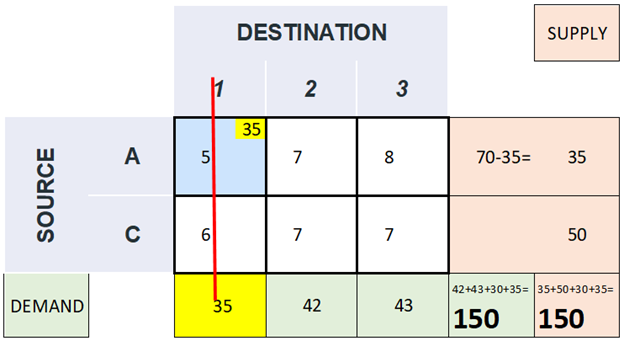 DESTINATION
SUPPLY
1 2 3
SOURCE
A 5 35 7 8 70-35= 35
C 6 7 7 50
DEMAND 35 42 43 42+43+30+35= 150 35+50+30+35= 150